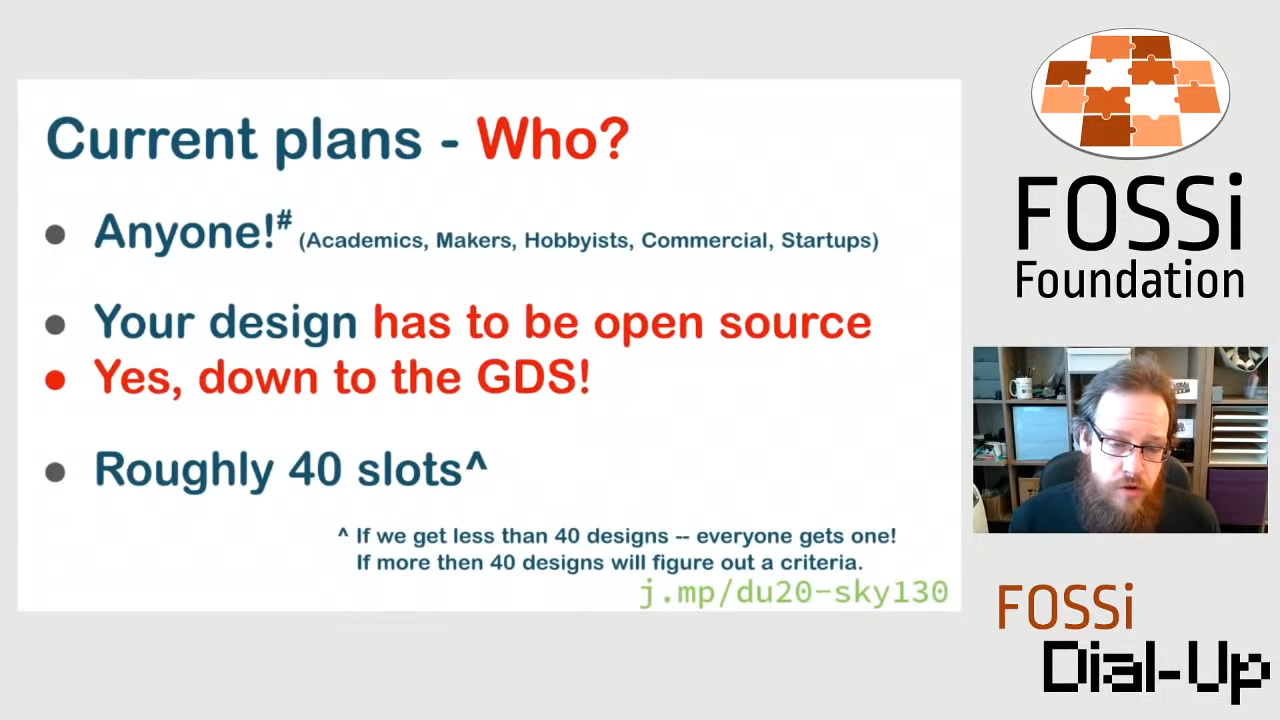 Current plans - Who?
Anyone!# (Academics, Makers, Hobbyists, Commercial, Startups)
Your design has to be open source
Yes, down to the GDS!
Roughly 40 slots^
^ If we get less than 40 designs -- everyone gets one!
If more then 40 designs will figure out a criteria.
j.mp/du20-sky130
FOSSi
Foundation
FOSSi
Dial-Up